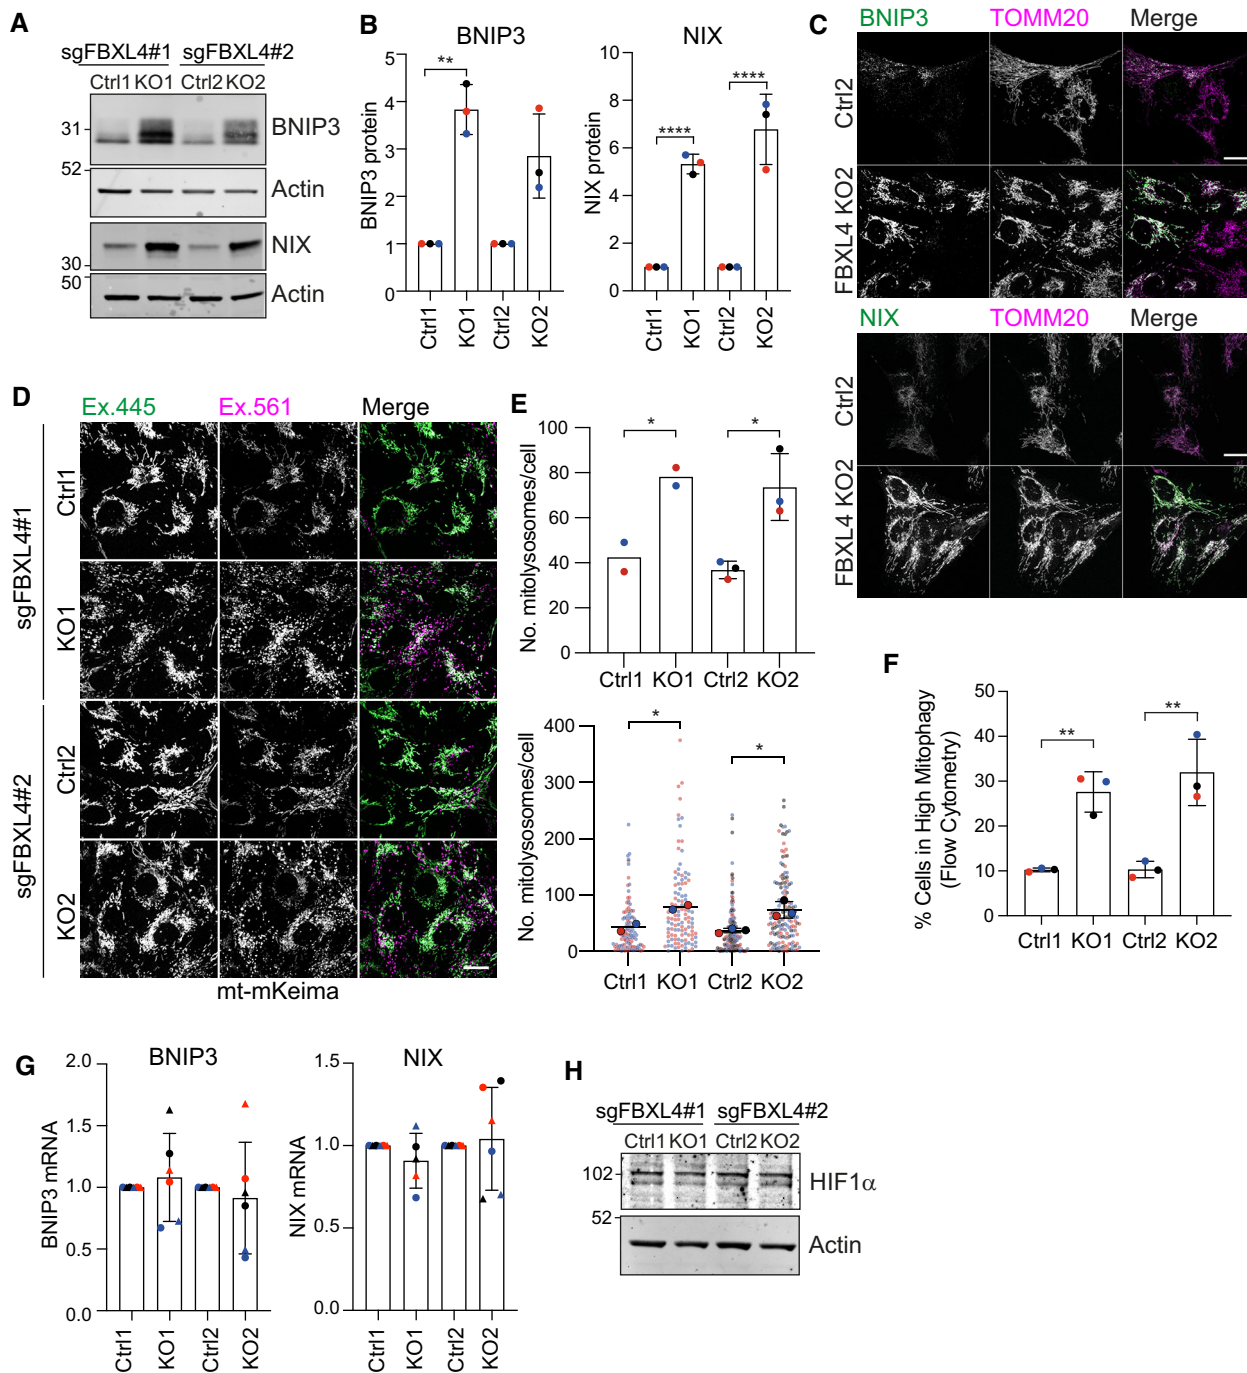 A
sgFBXL4#1 sgFBXL4#2
Ctrl1 KO1 Ctrl2 KO2
31
BNIP3
52
Actin
NIX
30
50
Actin
B
BNIP3
BNIP3 protein
5
4
3
2
1
0
**
Ctrl1
KO1
Ctrl2
KO2
NIX
NIX protein
10
8
6
4
2
0
****
****
Ctrl1
KO1
Ctrl2
KO2
C
BNIP3 TOMM20 Merge
Ctrl2
FBXL4 KO2
NIX TOMM20 Merge
Ctrl2
FBXL4 KO2
D
Ex.445 Ex.561 Merge
sgFBXL4#1
Ctrl1
KO1
sgFBXL4#2
Ctrl2
KO2
mt-mKeima
E
No. mitolysosomes/cell
100
80
60
40
20
0
*
*
Ctrl1 KO1 Ctrl2 KO2
No. mitolysosomes/cell
400
300
200
100
0
*
*
Ctrl1 KO1 Ctrl2 KO2
F
% Cells in High Mitophagy
(Flow Cytometry)
50
40
30
20
10
0
**
**
Ctrl1 KO1 Ctrl2 KO2
G
BNIP3
BNIP3 mRNA
2.0
1.5
1.0
0.5
0.0
Ctrl1
KO1
Ctrl2
KO2
NIX
NIX mRNA
1.5
1.0
0.5
0.0
Ctrl1
KO1
Ctrl2
KO2
H
sgFBXL4#1 sgFBXL4#2
Ctrl1 KO1 Ctrl2 KO2
102
HIF1α
52
Actin